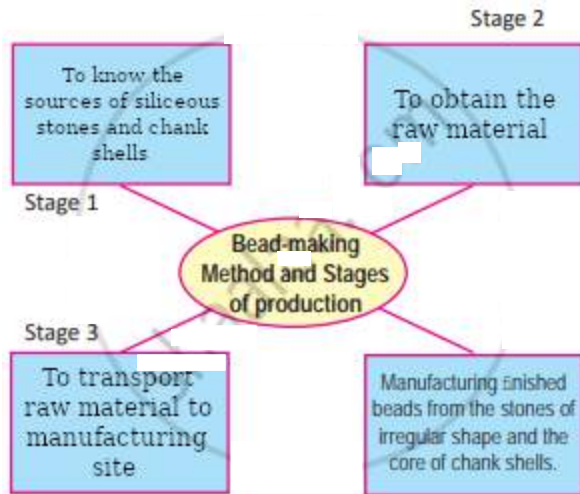 Stage 2
To know the
sources of siliceous
stones and chank
shells
To obtain the
raw material
Stage 1
Bead-making
Method and Stages
of production
Stage 3
To transport
raw material to
manufacturing
site
Manufacturing finished
beads from the stones of
irregular shape and the
core of chank shells.